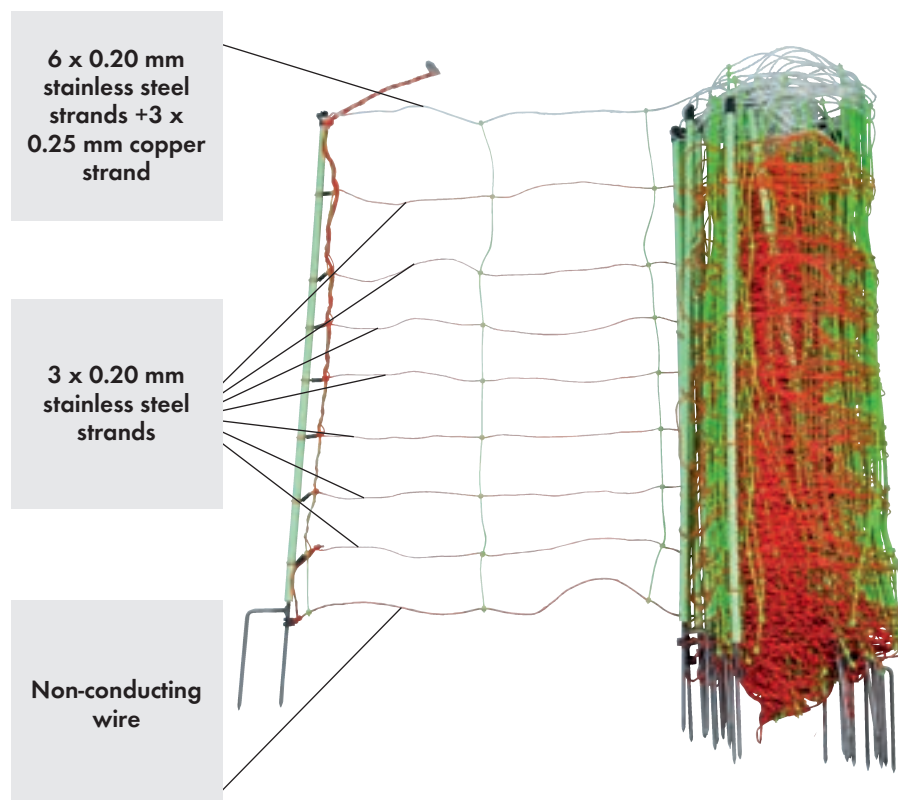 6 x 0.20 mm
stainless steel
strands +3 x
0.25 mm copper
strand
3 x 0.20 mm
stainless steel
strands
Non-conducting
wire